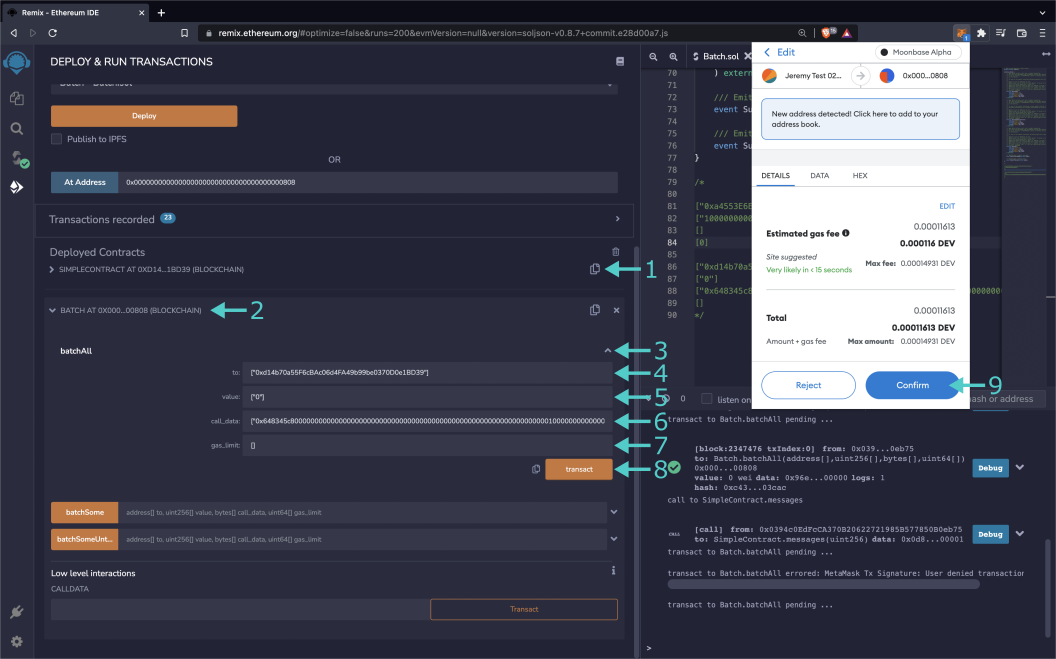 Remix - Ethereum IDE
remix.ethereum.org/#optimize=false&runs=200&evmVersion=null&version=soljson-v0.8.7+commit.e28d00a7.js
DEPLOY & RUN TRANSACTIONS
Deploy
Publish to IPFS
OR
At Address
0x0000000000000000000000000000000000000808
Transactions recorded 23
Deployed Contracts
SIMPLECONTRACT AT 0XD14...1BD39 (BLOCKCHAIN)
1
BATCH AT 0X000...00808 (BLOCKCHAIN)
2
batchAll
3
to:
["0xd14b70a55F6cBAc06d4FA49b99be0370D0e1BD39"]
4
value:
["0"]
5
call_data:
6
gas_limit:
[]
7
transact
8
batchSome
address[] to, uint256[] value, bytes[] call_data, uint64[] gas_limit
batchSomeUnt...
address[] to, uint256[] value, bytes[] call_data, uint64[] gas_limit
Low level interactions
CALLDATA
Transact
Batch.sol
70 ) extern
71
72 /// Emit
73 event Su
74
75 /// Emit
76 event Su
77 }
78
79 /*
80
81 ["0xa4553E6E
82 ["1000000000
83 []
84 [0]
85
86 ["0xd14b70a5
87 ["0"]
88 ["0x648345c8
89 []
90 */
Edit
Moonbase Alpha
Jeremy Test 02...
0x000...0808
New address detected! Click here to add to your
address book.
DETAILS
DATA
HEX
EDIT
Estimated gas fee
0.00011613
0.000116 DEV
Site suggested
Very likely in < 15 seconds
Max fee: 0.00014931 DEV
Total
0.00011613
0.00011613 DEV
Amount + gas fee
Max amount: 0.00014931 DEV
Reject
Confirm
9
0
listen on
hash or address
transact to Batch.batchAll pending ...
[block:2347476 txIndex:0] from: 0x039...0eb75
to: Batch.batchAll(address[],uint256[],bytes[],uint64[])
0x000...00808
value: 0 wei data: 0x96e...00000 logs: 1
hash: 0xc43...03cac
Debug
call to SimpleContract.messages
CALL
[call] from: 0x0394c0EdFcCA370B20622721985B577850B0eb75
to: SimpleContract.messages(uint256) data: 0x0d8...00001
Debug
transact to Batch.batchAll pending ...
transact to Batch.batchAll errored: MetaMask Tx Signature: User denied transaction
transact to Batch.batchAll pending ...
>